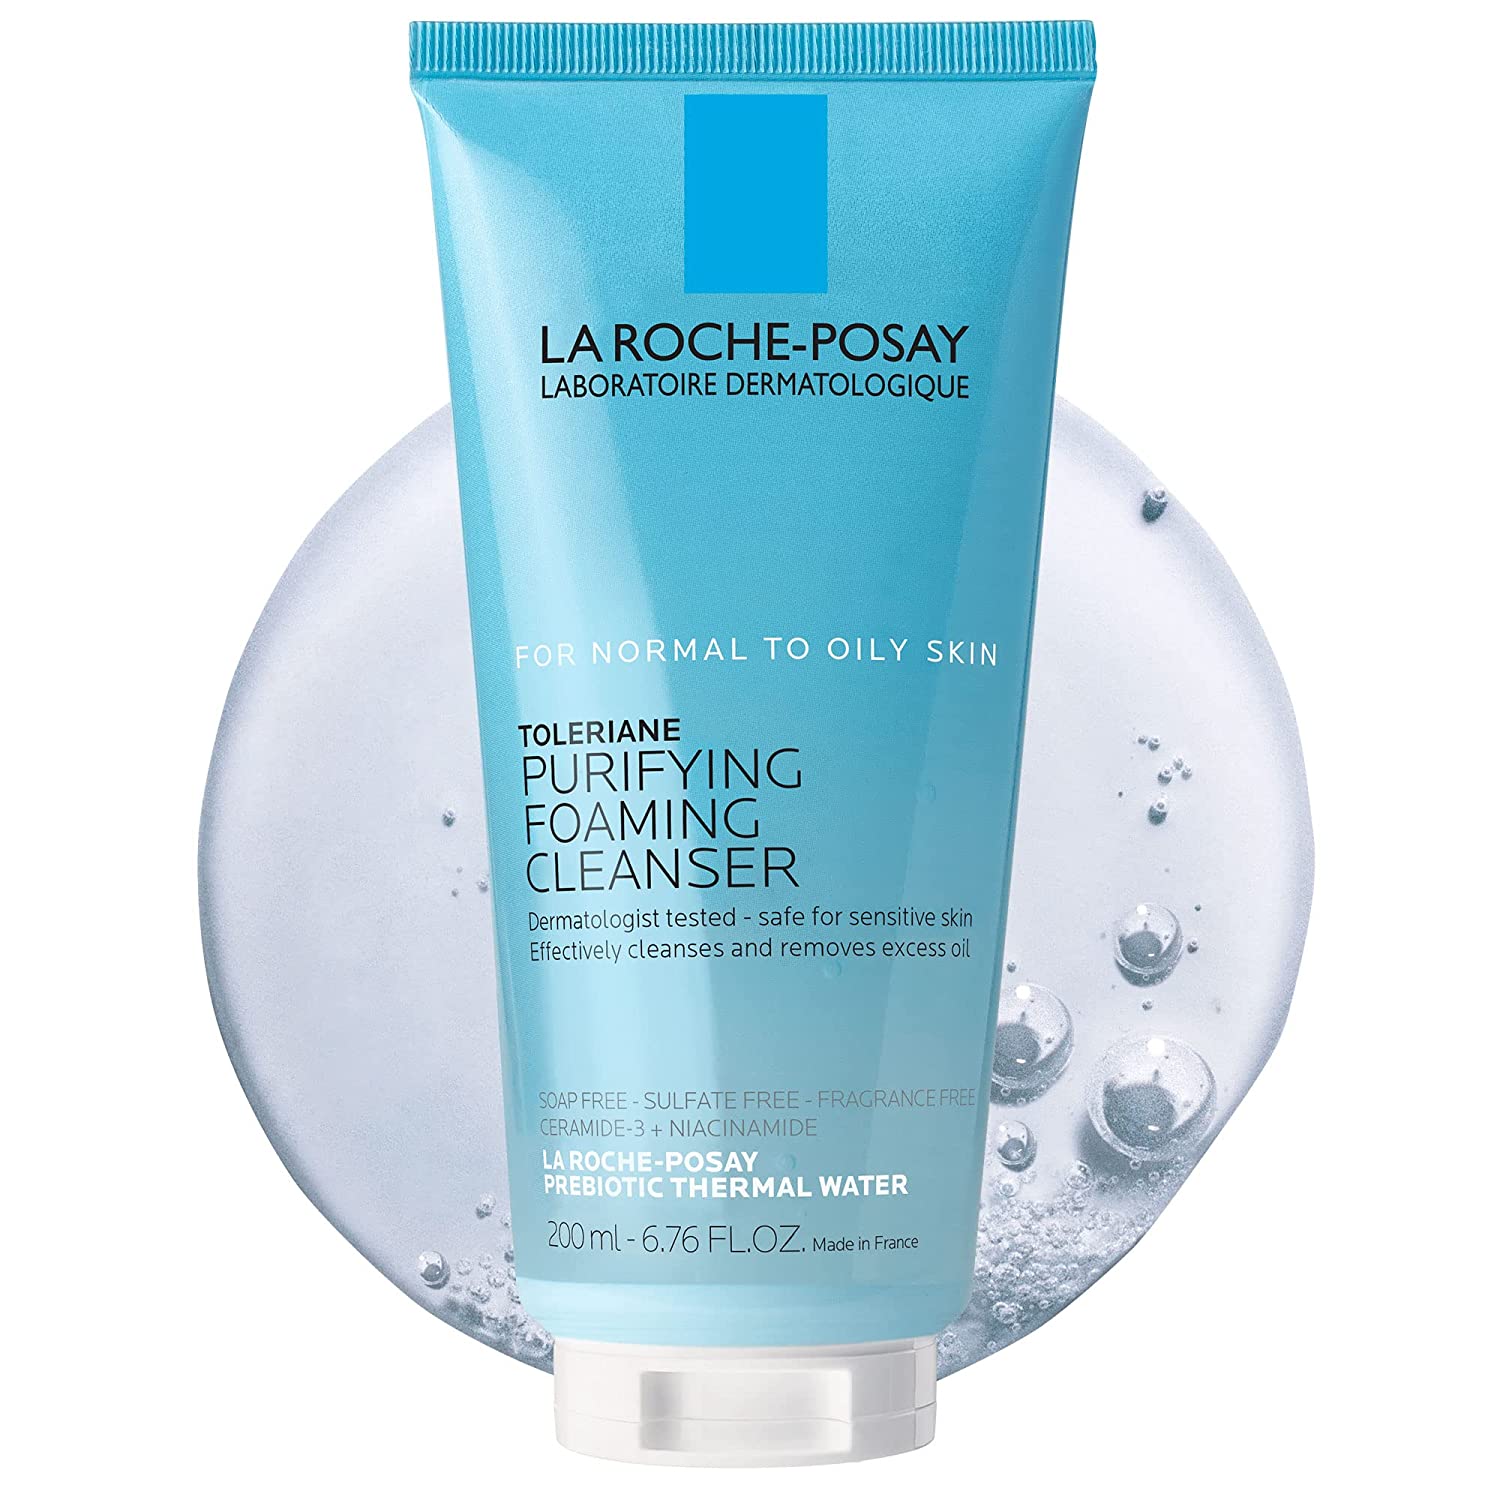 LA ROCHE-POSAY
LABORATOIRE DERMATOLOGIQUE
FOR NORMAL TO OILY SKIN
TOLERIANE
PURIFYING
FOAMING
CLEANSER
Dermatologist tested - safe for sensitive skin
Effectively cleanses and removes excess oil
SOAP FREE - SULFATE FREE - FRAGRANCE FREE
CERAMIDE-3 + NIACINAMIDE
LA ROCHE-POSAY
PREBIOTIC THERMAL WATER
200 ml - 6.76 FL.OZ. Made in France